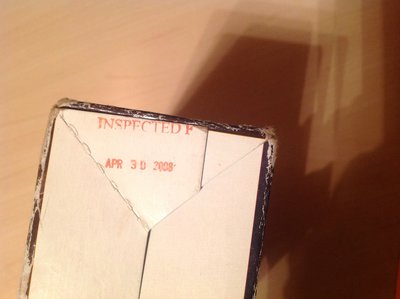 INSPECTED F
APR 30 2008